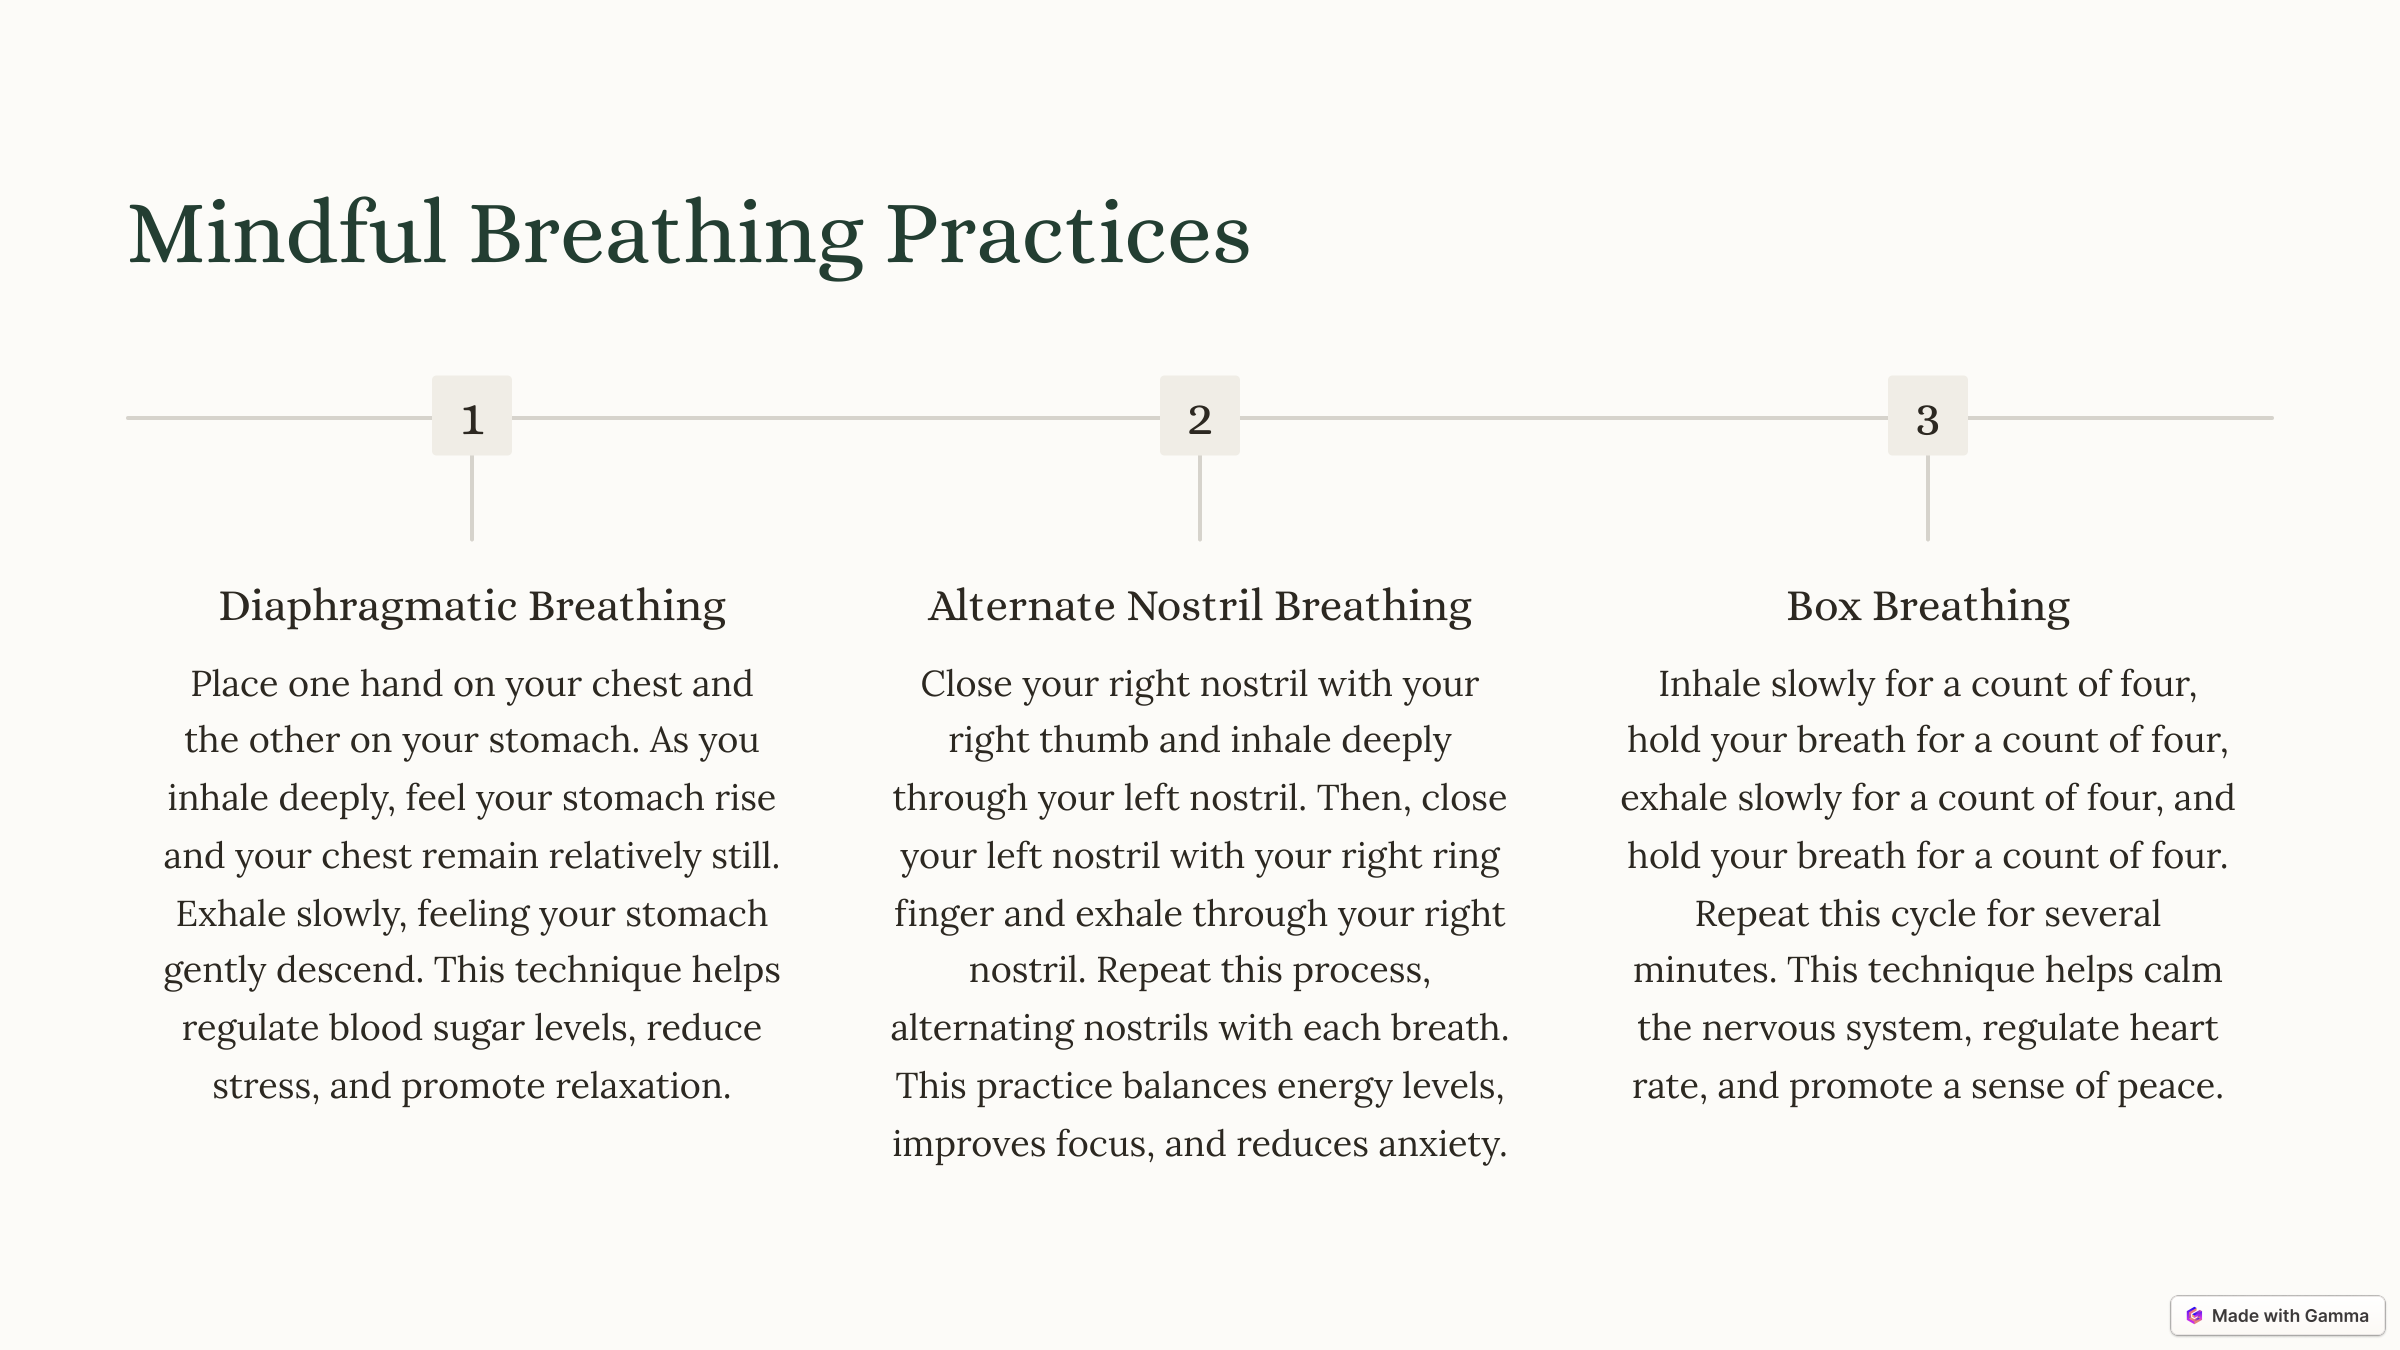 Mindful Breathing Practices
1
2
3
Diaphragmatic Breathing
Place one hand on your chest and
the other on your stomach. As you
inhale deeply, feel your stomach rise
and your chest remain relatively still.
Exhale slowly, feeling your stomach
gently descend. This technique helps
regulate blood sugar levels, reduce
stress, and promote relaxation.
Alternate Nostril Breathing
Close your right nostril with your
right thumb and inhale deeply
through your left nostril. Then, close
your left nostril with your right ring
finger and exhale through your right
nostril. Repeat this process,
alternating nostrils with each breath.
This practice balances energy levels,
improves focus, and reduces anxiety.
Box Breathing
Inhale slowly for a count of four,
hold your breath for a count of four,
exhale slowly for a count of four, and
hold your breath for a count of four.
Repeat this cycle for several
minutes. This technique helps calm
the nervous system, regulate heart
rate, and promote a sense of peace.
Made with Gamma